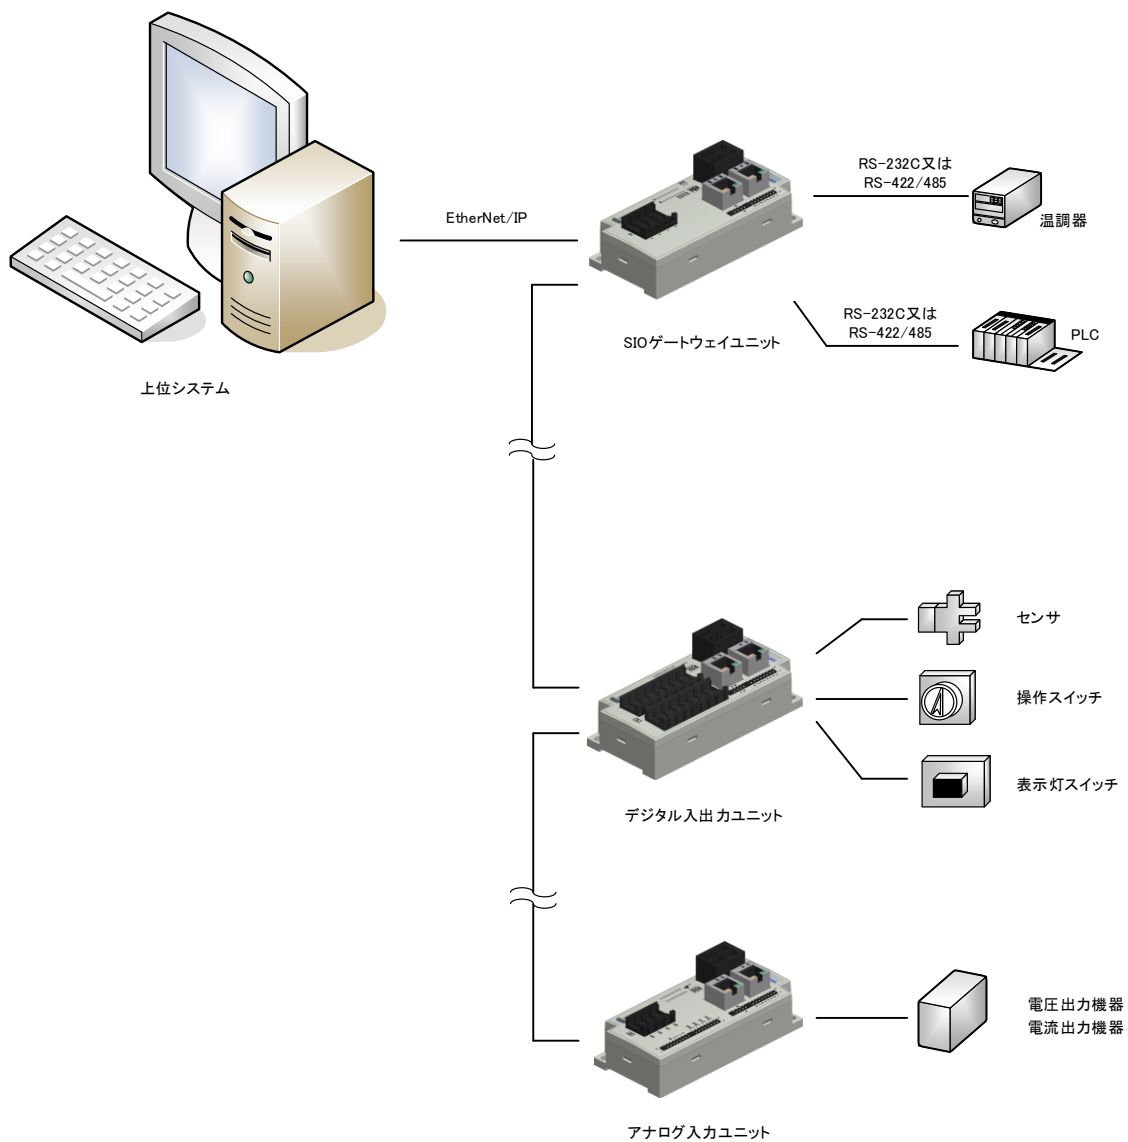 RS-232C又は
RS-422/485
温調器
EtherNet/IP
SIOゲートウェイユニット
RS-232C又は
RS-422/485
PLC
上位システム
センサ
操作スイッチ
表示灯スイッチ
デジタル入出力ユニット
電圧出力機器
電流出力機器
アナログ入力ユニット